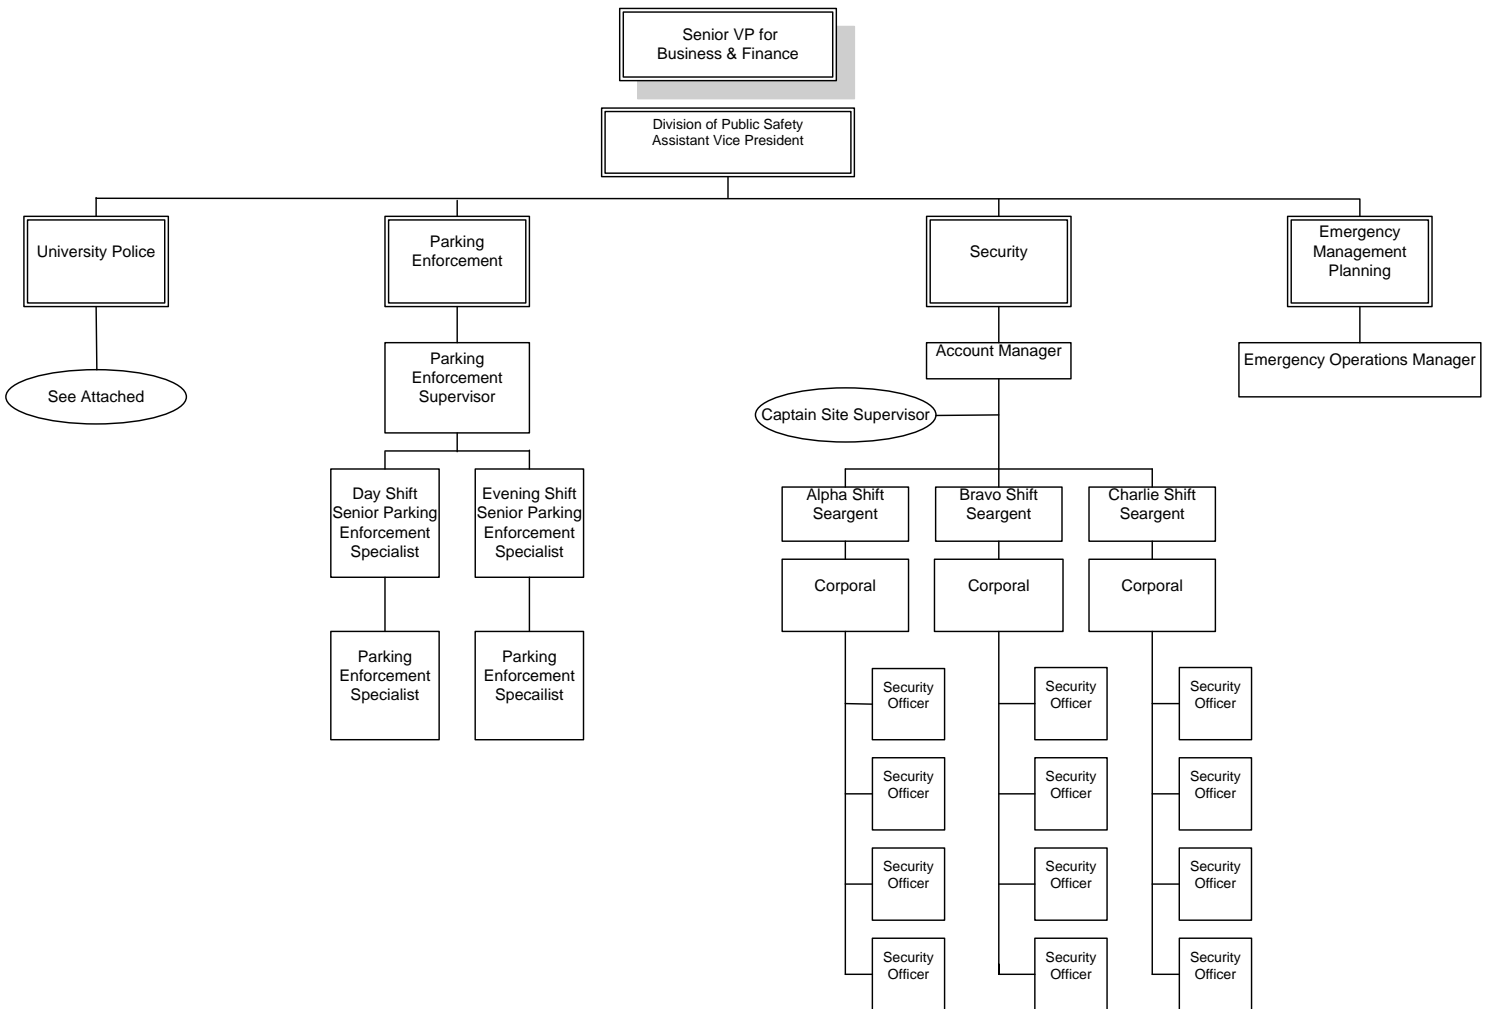 Senior VP for
Business & Finance
Division of Public Safety
Assistant Vice President
University Police
Parking
Enforcement
Security
Emergency
Management
Planning
See Attached
Parking
Enforcement
Supervisor
Account Manager
Emergency Operations Manager
Captain Site Supervisor
Day Shift
Senior Parking
Enforcement
Specialist
Evening Shift
Senior Parking
Enforcement
Specialist
Alpha Shift
Seargent
Bravo Shift
Seargent
Charlie Shift
Seargent
Corporal
Corporal
Corporal
Parking
Enforcement
Specialist
Parking
Enforcement
Specailist
Security
Officer
Security
Officer
Security
Officer
Security
Officer
Security
Officer
Security
Officer
Security
Officer
Security
Officer
Security
Officer
Security
Officer
Security
Officer
Security
Officer